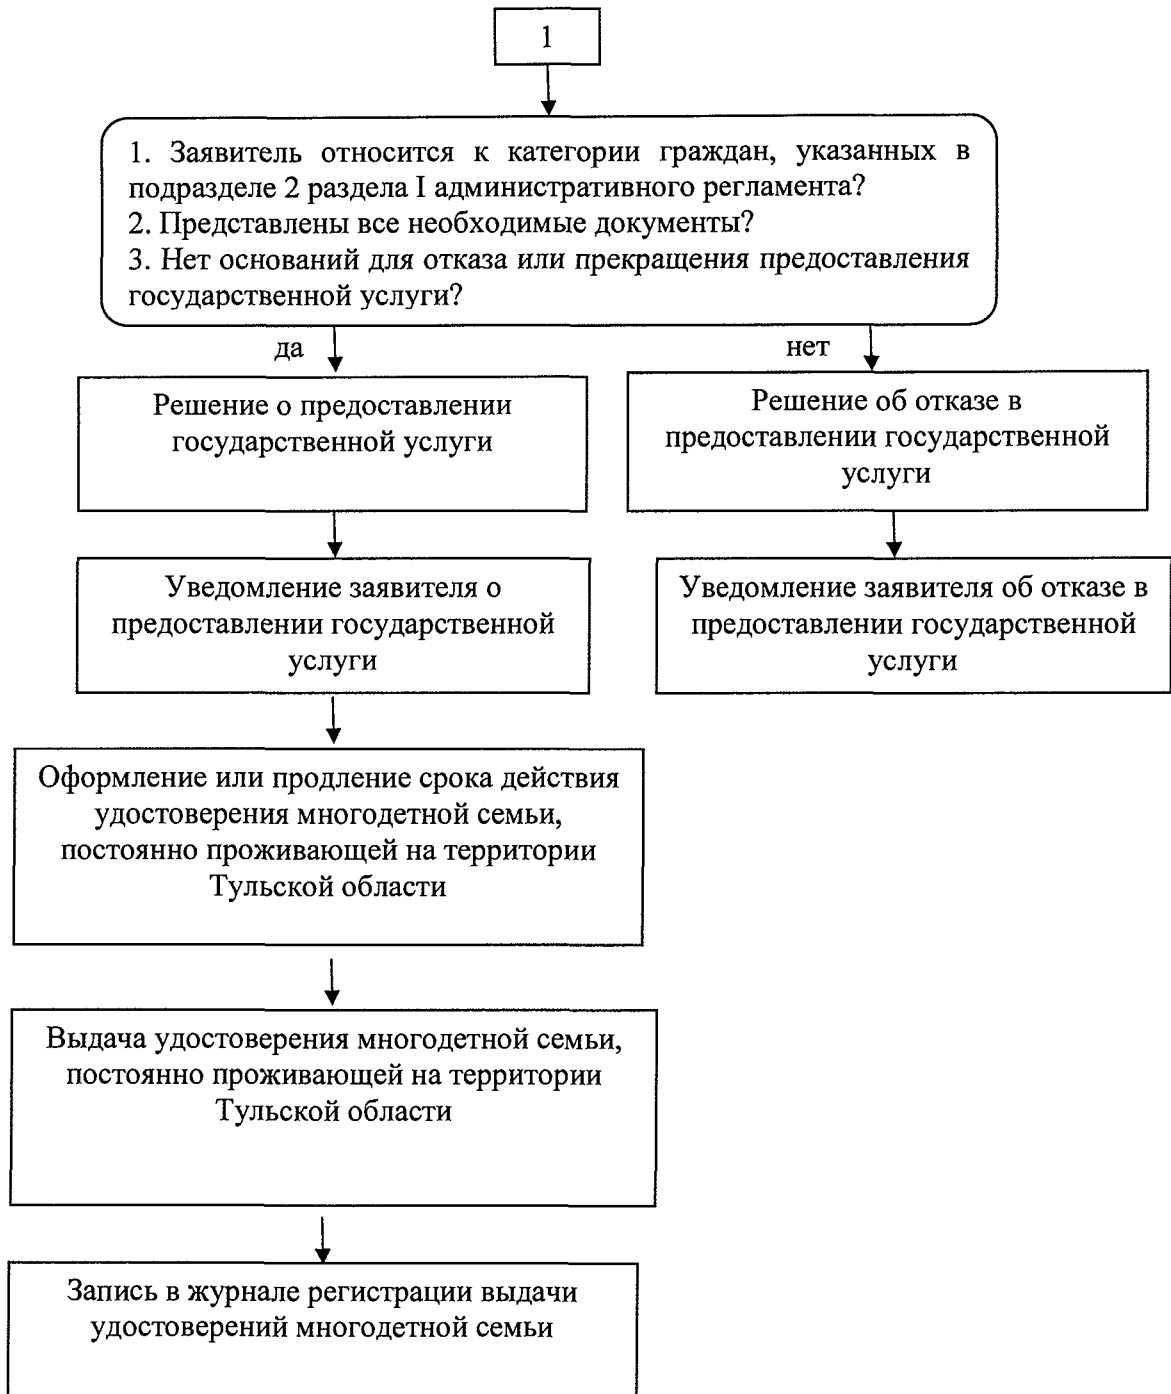 1
1. Заявитель относится к категории граждан, указанных в
подразделе 2 раздела I административного регламента?
2. Представлены все необходимые документы?
3. Нет оснований для отказа или прекращения предоставления
государственной услуги?
да
нет
Решение о предоставлении
государственной услуги
Решение об отказе в
предоставлении государственной
услуги
Уведомление заявителя о
предоставлении государственной
услуги
Уведомление заявителя об отказе в
предоставлении государственной
услуги
Оформление или продление срока действия
удостоверения многодетной семьи,
постоянно проживающей на территории
Тульской области
Выдача удостоверения многодетной семьи,
постоянно проживающей на территории
Тульской области
Запись в журнале регистрации выдачи
удостоверений многодетной семьи